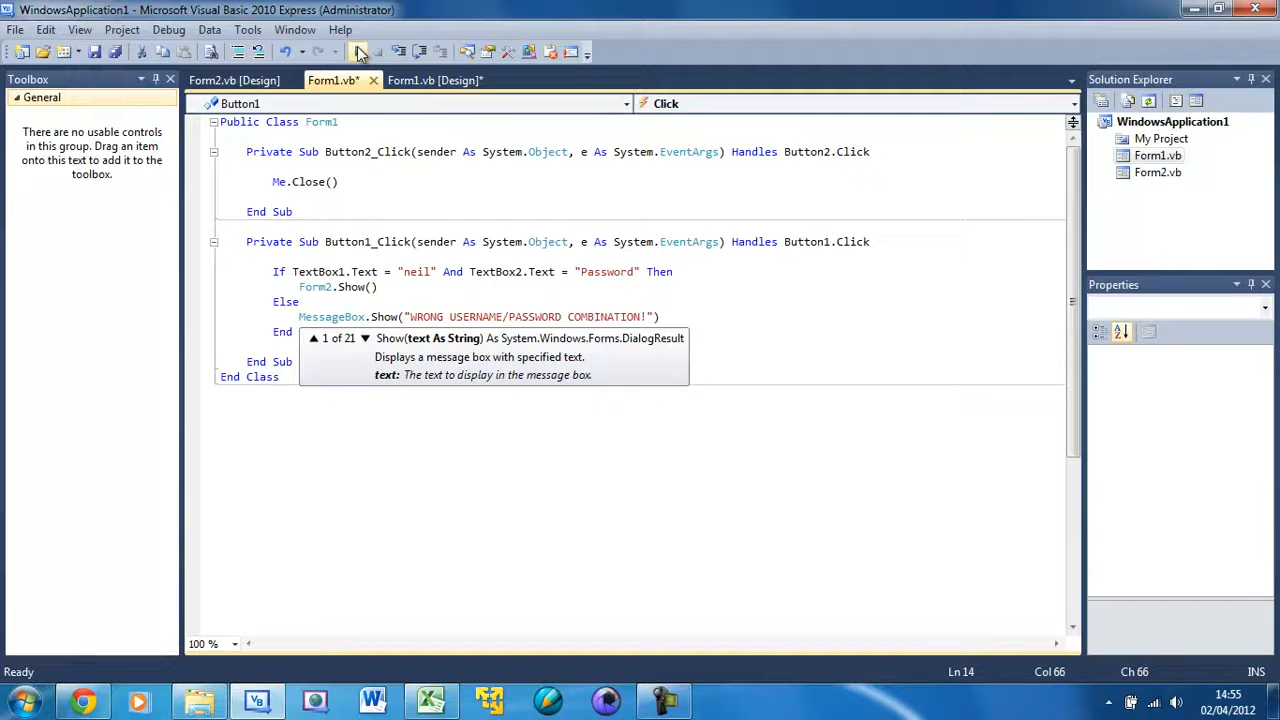 WindowsApplication1 - Microsoft Visual Basic 2010 Express (Administrator)
File Edit View Project Debug Data Tools Window Help
Toolbox
General
There are no usable controls
in this group. Drag an item
onto this text to add it to the
toolbox.
Form2.vb [Design] Form1.vb* Form1.vb [Design]*
Button1 Click
Public Class Form1
Private Sub Button2_Click(sender As System.Object, e As System.EventArgs) Handles Button2.Click
Me.Close()
End Sub
Private Sub Button1_Click(sender As System.Object, e As System.EventArgs) Handles Button1.Click
If TextBox1.Text = "neil" And TextBox2.Text = "Password" Then
Form2.Show()
Else
MessageBox.Show("WRONG USERNAME/PASSWORD COMBINATION!")
End
1 of 21 Show(text As String) As System.Windows.Forms.DialogResult
Displays a message box with specified text.
text: The text to display in the message box.
End Sub
End Class
100 %
Solution Explorer
WindowsApplication1
My Project
Form1.vb
Form2.vb
Properties
Ready Ln 14 Col 66 Ch 66 INS
14:55
02/04/2012